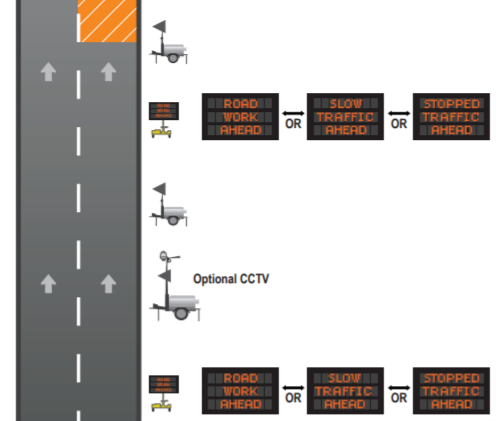 ROAD
WORK
AHEAD
OR
SLOW
TRAFFIC
AHEAD
OR
STOPPED
TRAFFIC
AHEAD
Optional CCTV
ROAD
WORK
AHEAD
OR
SLOW
TRAFFIC
AHEAD
OR
STOPPED
TRAFFIC
AHEAD